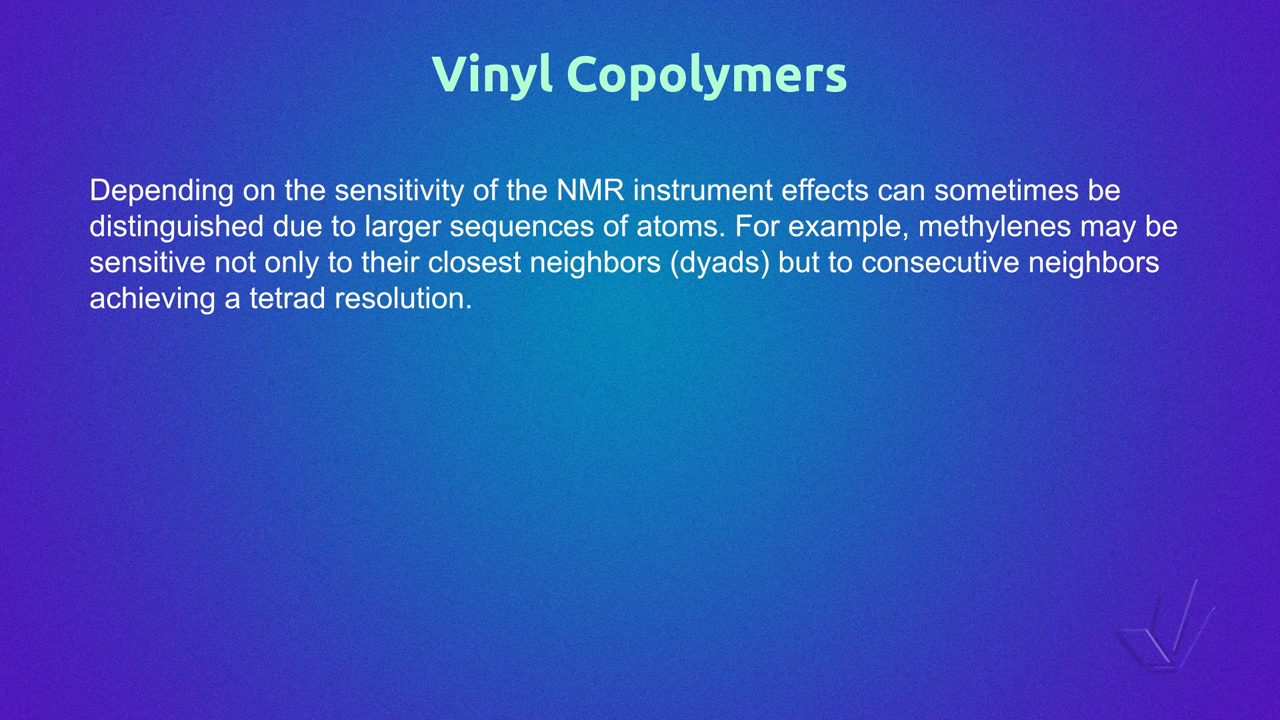 Vinyl Copolymers
Depending on the sensitivity of the NMR instrument effects can sometimes be
distinguished due to larger sequences of atoms. For example, methylenes may be
sensitive not only to their closest neighbors (dyads) but to consecutive neighbors
achieving a tetrad resolution.